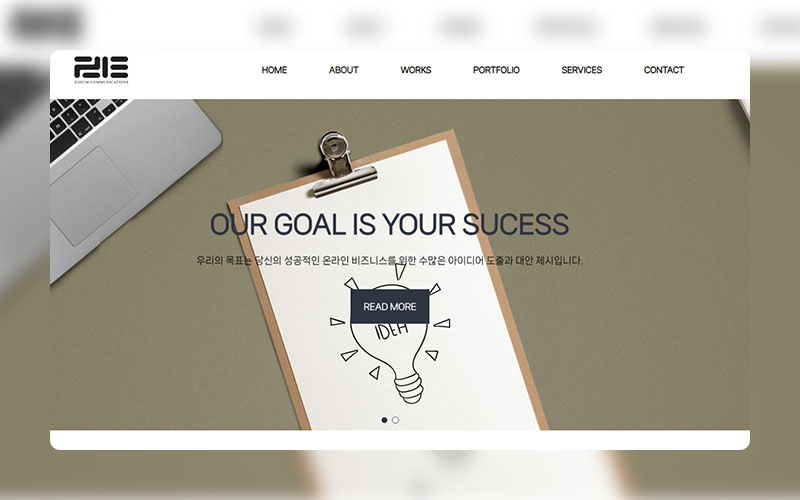 ZIOUM COMMUNICATIONS
HOME ABOUT WORKS PORTFOLIO SERVICES CONTACT
OUR GOAL IS YOUR SUCESS
우리의 목표는 당신의 성공적인 온라인 비즈니스를 위한 수많은 아이디어 도출과 대안 제시입니다.
READ MORE
IDEA